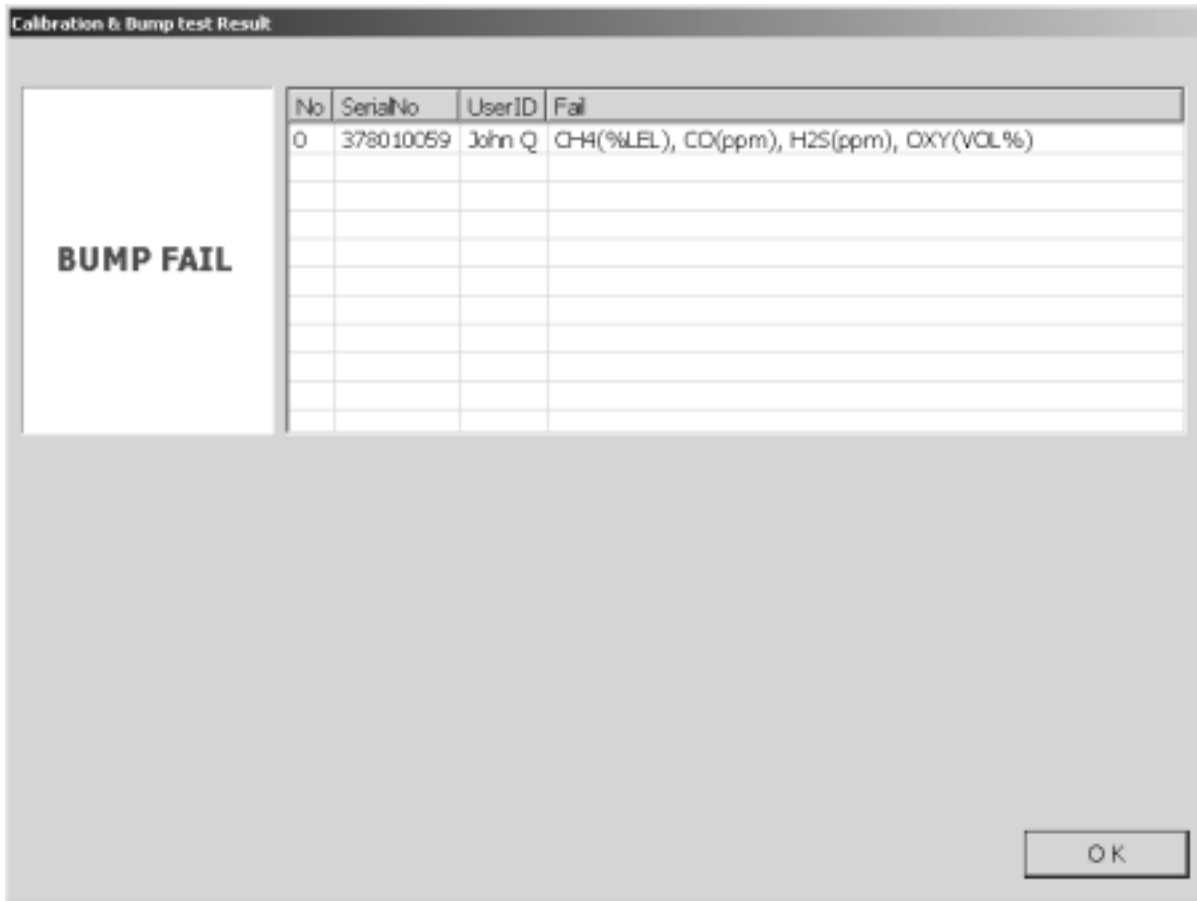 Calibration & Bump test Result
No SerialNo UserID Fail
0 378010059 John Q CH4(%LEL), CO(ppm), H2S(ppm), OXY(VOL%)
BUMP FAIL
OK